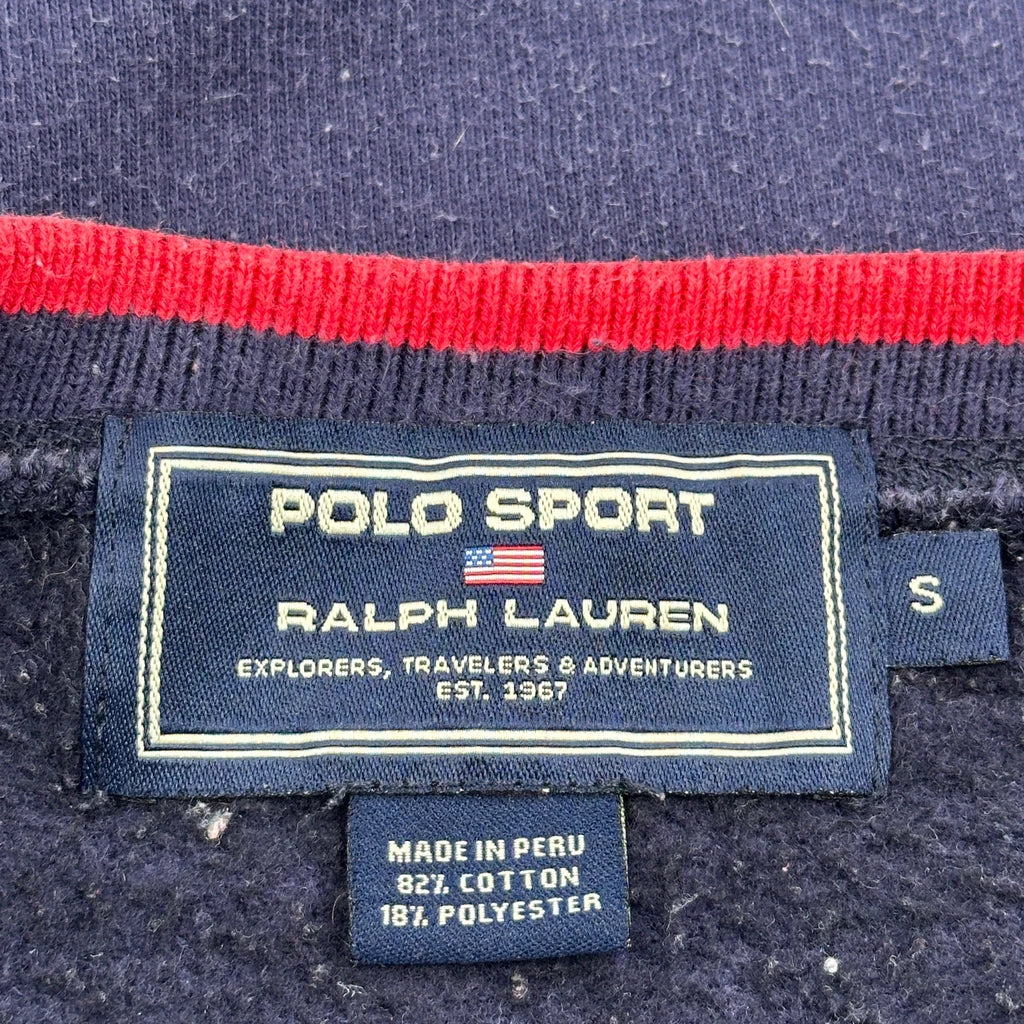 POLO SPORT
RALPH LAUREN
EXPLORERS, TRAVELERS & ADVENTURERS
EST. 1967
S
MADE IN PERU
82% COTTON
18% POLYESTER